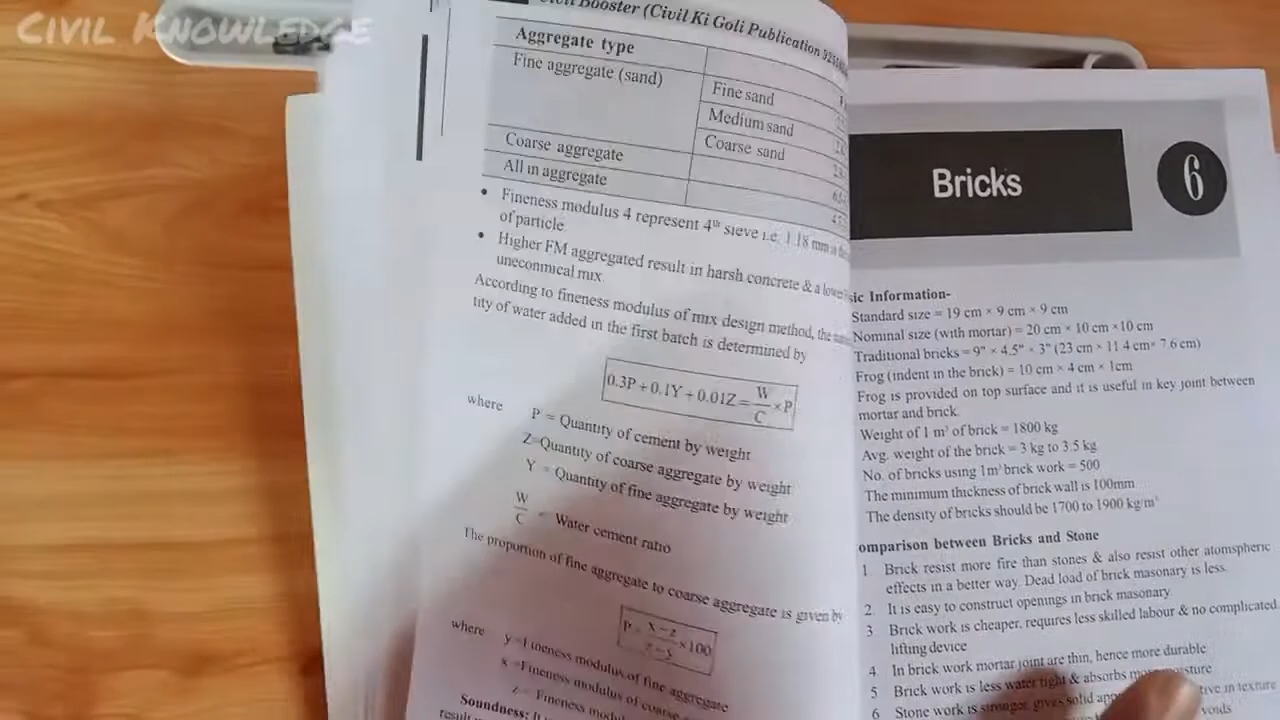 CIVIL KNOWLEDGE
Booster (Civil Ki Goli Publication
Aggregate type
Fine aggregate (sand)
Fine sand
Medium sand
Coarse sand
Coarse aggregate
All in aggregate
• Fineness modulus 4 represent 4th sieve i.e. 1.18 mm
of particle.
• Higher FM aggregated result in harsh concrete & a lower
uneconmical mix.
According to fineness modulus of mix design method, the
tity of water added in the first batch is determined by
0.3P + 0.1Y + 0.01Z = W/C × P
where
P = Quantity of cement by weight
Z=Quantity of coarse aggregate by weight
Y = Quantity of fine aggregate by weight
W/C = Water cement ratio
The proportion of fine aggregate to coarse aggregate is given by
× 100
where
y = Fineness modulus of fine aggregate
x =Fineness modulus of coarse
z = Fineness
Soundness:
Bricks
6
sic Information-
Standard size = 19 cm × 9 cm × 9 cm
Nominal size (with mortar) = 20 cm × 10 cm ×10 cm
Traditional bricks = 9" × 4.5" × 3" (23 cm × 11.4 cm× 7.6 cm)
Frog (indent in the brick) = 10 cm × 4 cm × 1cm
Frog is provided on top surface and it is useful in key joint between
mortar and brick.
Weight of 1 m³ of brick = 1800 kg
Avg. weight of the brick = 3 kg to 3.5 kg
No. of bricks using 1m³ brick work = 500
The minimum thickness of brick wall is 100mm
The density of bricks should be 1700 to 1900 kg/m³
omparison between Bricks and Stone
1. Brick resist more fire than stones & also resist other atomspheric
effects in a better way. Dead load of brick masonary is less.
2. It is easy to construct openings in brick masonary.
3. Brick work is cheaper, requires less skilled labour & no complicated
lifting device
4. In brick work mortar joint are thin, hence more durable
5. Brick work is less water tight & absorbs more moisture
6. Stone work is stronger, gives solid in texture
voids